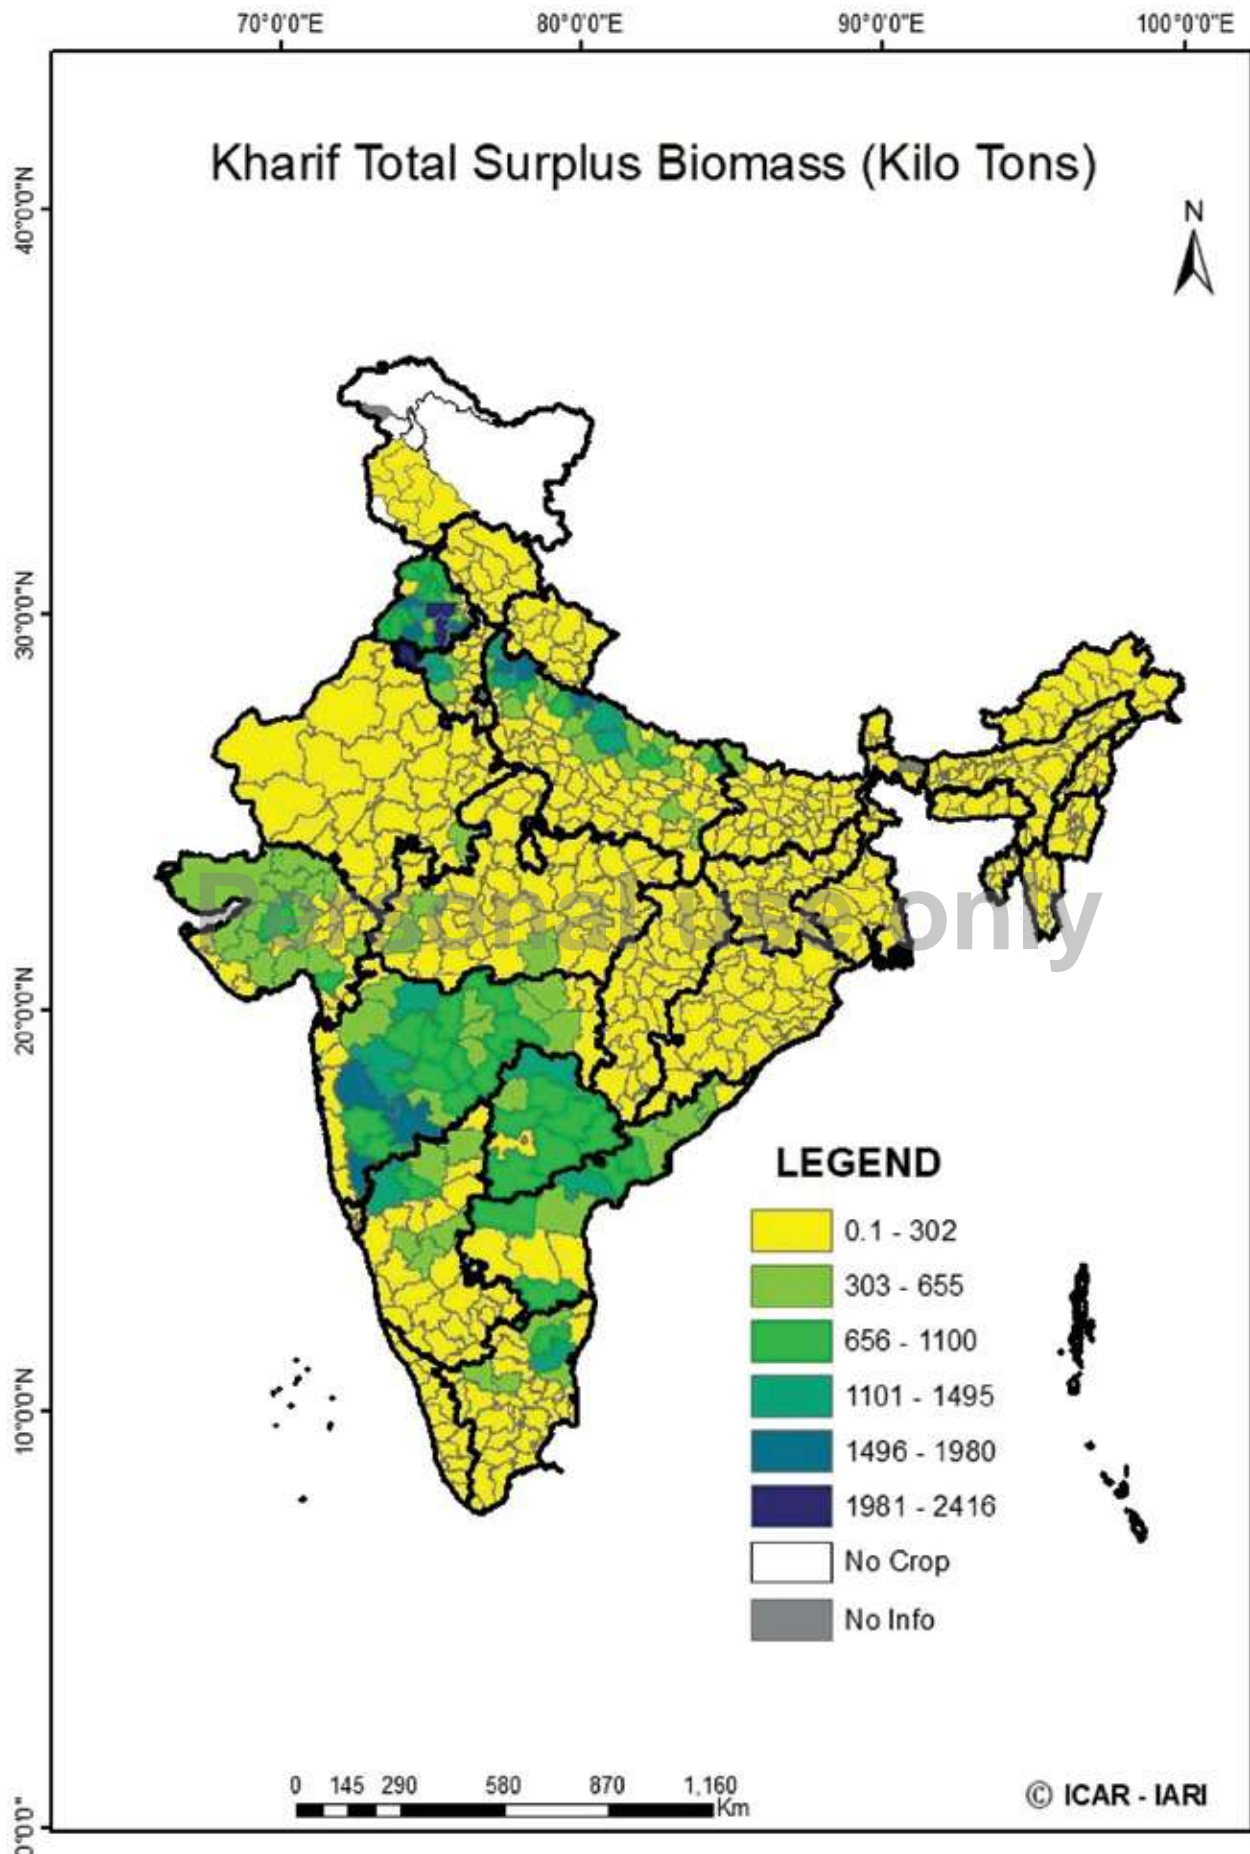 70°0'0"E 80°0'0"E 90°0'0"E 100°0'0"E
Kharif Total Surplus Biomass (Kilo Tons)
N
40°0'0"N
30°0'0"N
20°0'0"N
10°0'0"N
0°0'0"
Personal use only
LEGEND
0.1 - 302
303 - 655
656 - 1100
1101 - 1495
1496 - 1980
1981 - 2416
No Crop
No Info
0 145 290 580 870 1,160
Km
© ICAR - IARI